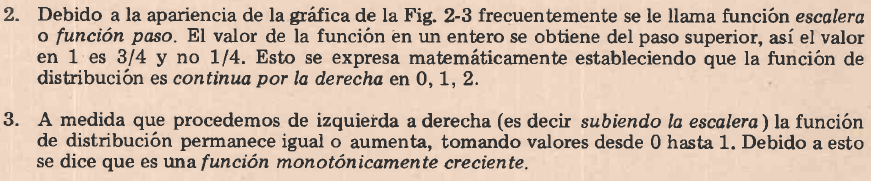 2. Debido a la apariencia de la gráfica de la Fig. 2-3 frecuentemente se le llama función escalera
o función paso. El valor de la función en un entero se obtiene del paso superior, así el valor
en 1 es 3/4 y no 1/4. Esto se expresa matemáticamente estableciendo que la función de
distribución es continua por la derecha en 0, 1, 2.
3. A medida que procedemos de izquierda a derecha (es decir subiendo la escalera) la función
de distribución permanece igual o aumenta, tomando valores desde 0 hasta 1. Debido a esto
se dice que es una función monotónicamente creciente.